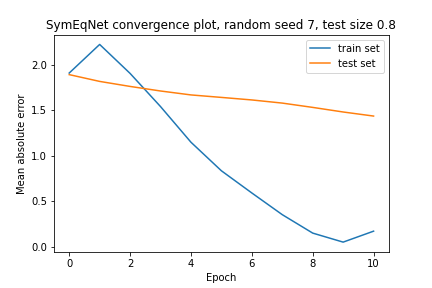 SymEqNet convergence plot, random seed 7, test size 0.8
train set
test set
Mean absolute error
2.0
1.5
1.0
0.5
0.0
0 2 4 6 8 10
Epoch